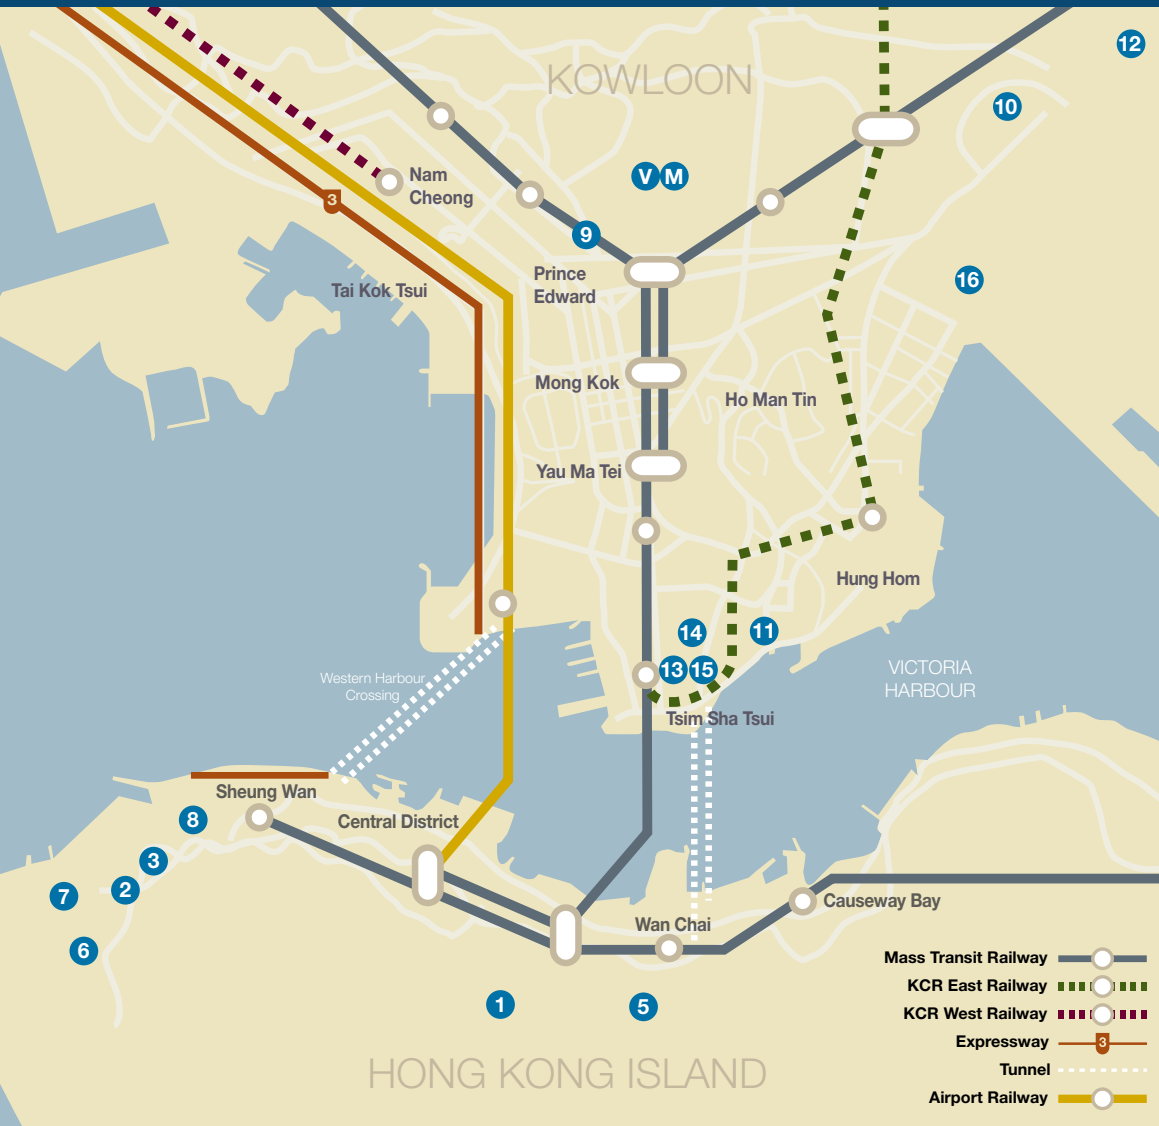 12
KOWLOON
10
Nam
Cheong
V M
3
9
Prince
Edward
16
Tai Kok Tsui
Mong Kok
Ho Man Tin
Yau Ma Tei
Hung Hom
14
11
13 15
Western Harbour
Crossing
VICTORIA
HARBOUR
Tsim Sha Tsui
Sheung Wan
8
Central District
3
2
7
Causeway Bay
Wan Chai
6
1
5
Mass Transit Railway
KCR East Railway
KCR West Railway
Expressway 3
Tunnel
Airport Railway
HONG KONG ISLAND